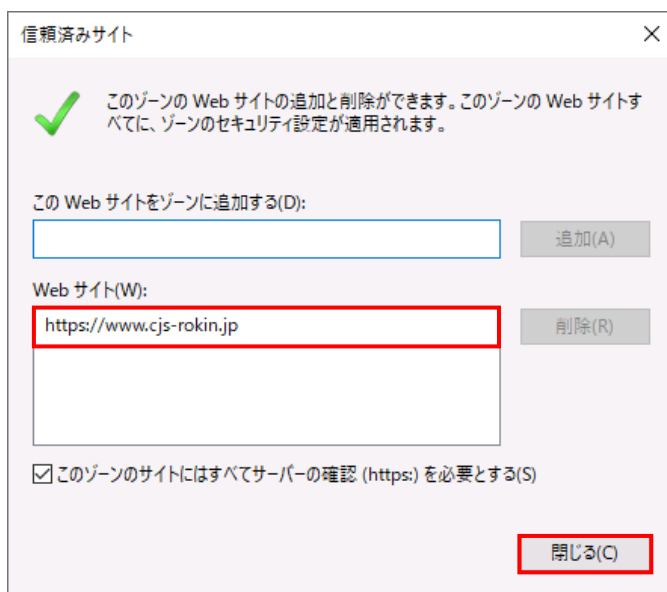 信頼済みサイト
このゾーンの Web サイトの追加と削除ができます。このゾーンの Web サイトす
べてに、ゾーンのセキュリティ設定が適用されます。
この Web サイトをゾーンに追加する(D):
追加(A)
Web サイト(W):
https://www.cjs-rokin.jp
削除(R)
このゾーンのサイトにはすべてサーバーの確認 (https:) を必要とする(S)
閉じる(C)